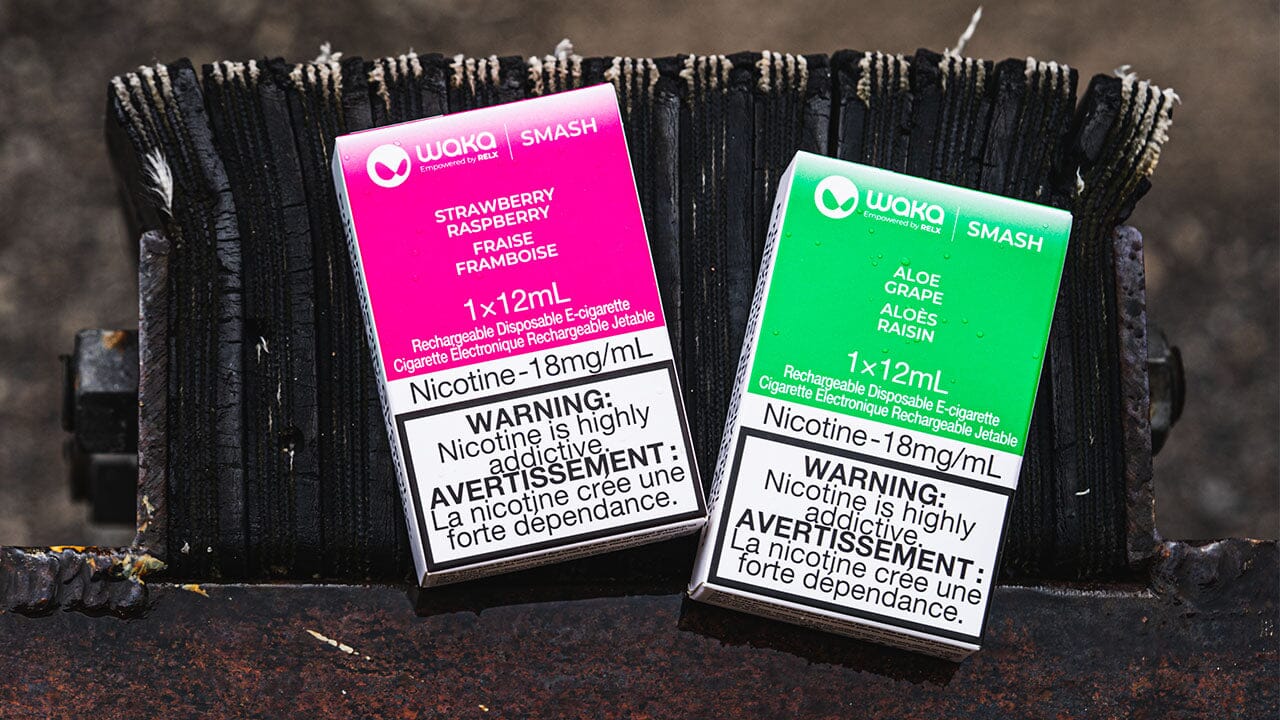 waka
Empowered by RELX
SMASH
STRAWBERRY
RASPBERRY
FRAISE
FRAMBOISE
1×12mL
Rechargeable Disposable E-cigarette
Cigarette Électronique Rechargeable Jetable
Nicotine-18mg/mL
WARNING:
Nicotine is highly
addictive.
AVERTISSEMENT :
La nicotine crée une
forte dépendance.
waka
Empowered by RELX
SMASH
ALOE
GRAPE
ALOÈS
RAISIN
1×12mL
Rechargeable Disposable E-cigarette
Cigarette Électronique Rechargeable Jetable
Nicotine-18mg/mL
WARNING:
Nicotine is highly
addictive.
AVERTISSEMENT :
La nicotine crée une
forte dépendance.